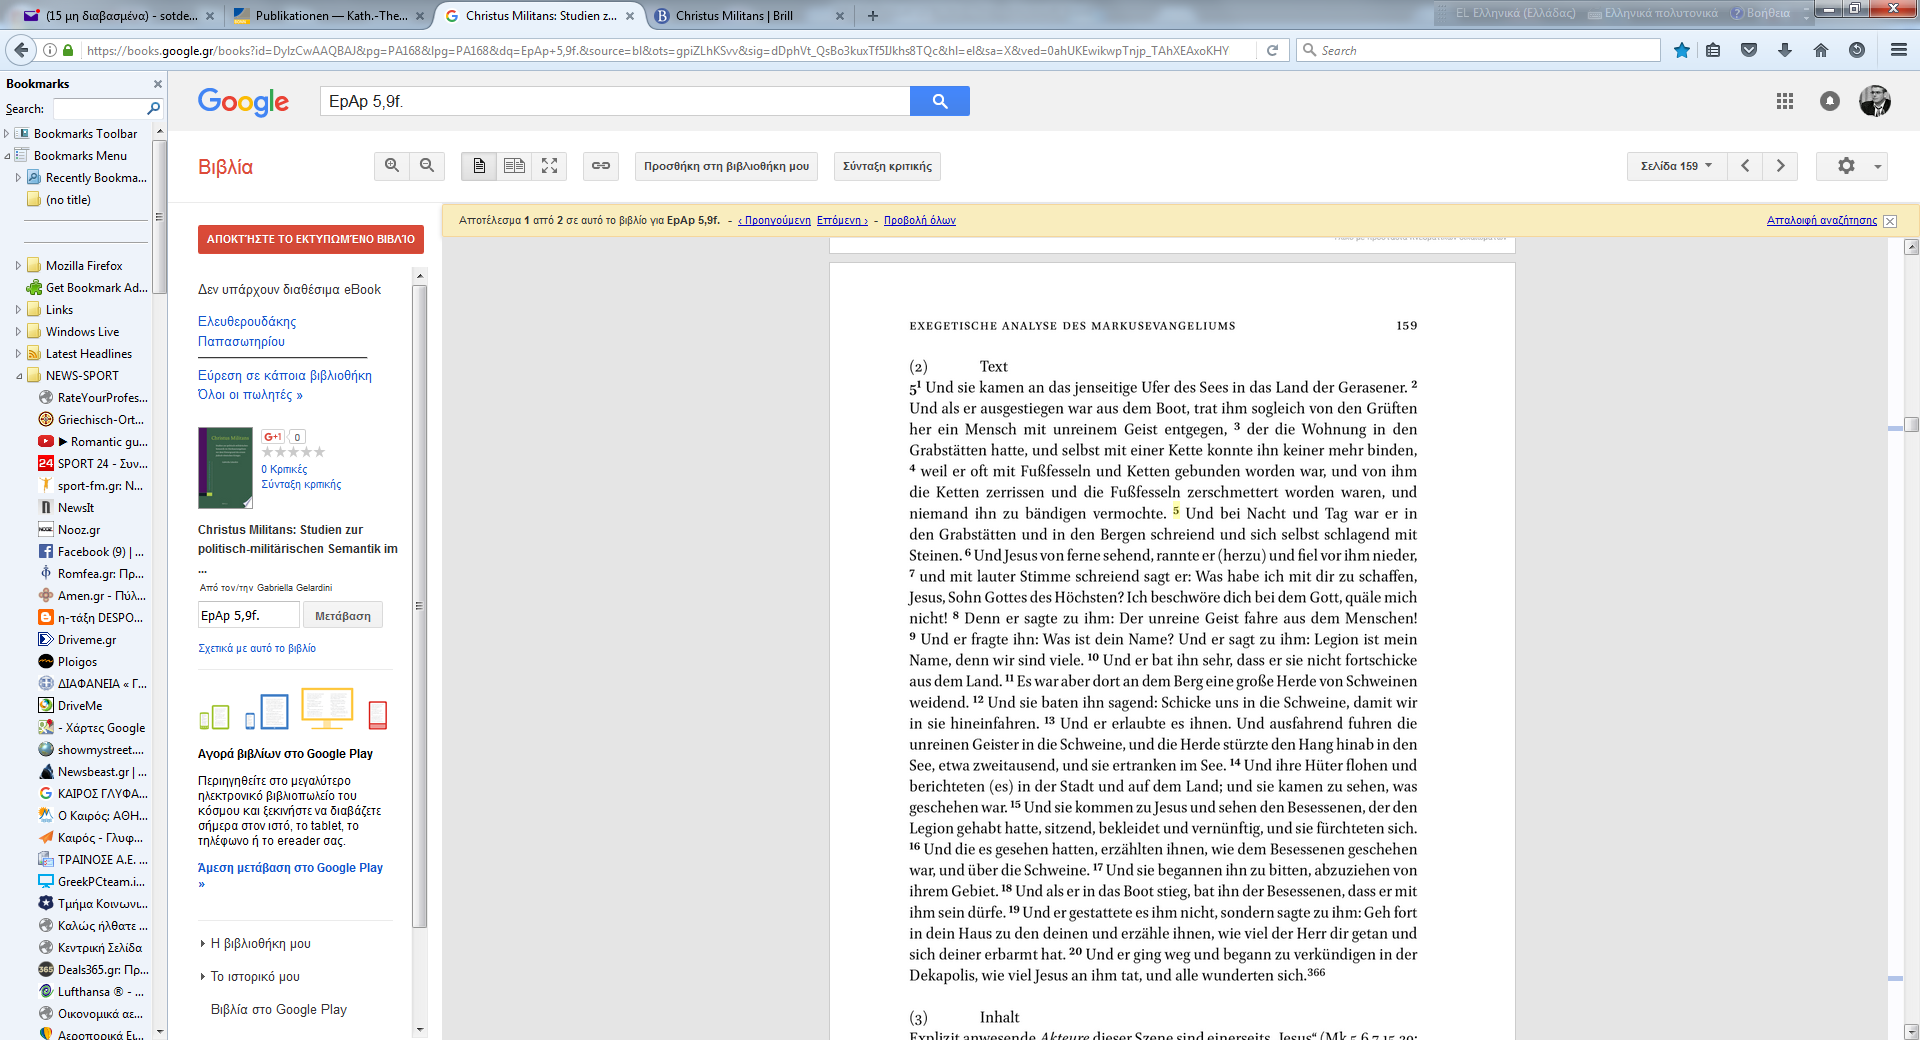 (15 μη διαβασμένα) - sotde...
Publikationen — Kath.-The...
Christus Militans: Studien z...
Christus Militans | Brill
EL Ελληνικά (Ελλάδας)
Ελληνικά πολυτονικά
Βοήθεια
https://books.google.gr/books?id=DylzCwAAQBAJ&pg=PA168&lpg=PA168&dq=EpAp+5,9f.&source=bl&ots=gpiZLhKSvv&sig=dDphVt_QsBo3kuxTf5IJkhs8TQc&hl=el&sa=X&ved=0ahUKEwikwpTnjp_TAhXEAxoKHY
Search
Bookmarks
Search:
Bookmarks Toolbar
Bookmarks Menu
Recently Bookma...
(no title)
Mozilla Firefox
Get Bookmark Ad...
Links
Windows Live
Latest Headlines
NEWS-SPORT
RateYourProfes...
Griechisch-Ort...
▶ Romantic gu...
SPORT 24 - Συν...
sport-fm.gr: Ν...
NewsIt
Nooz.gr
Facebook (9) | ...
Romfea.gr: Πρ...
Amen.gr - Πύλ...
η-τάξη DESPO...
Driveme.gr
Ploigos
ΔΙΑΦΑΝΕΙΑ « Γ...
DriveMe
- Χάρτες Google
showmystreet....
Newsbeast.gr | ...
ΚΑΙΡΟΣ ΓΛΥΦΑ...
Ο Καιρός: ΑΘΗ...
Καιρός - Γλυφ...
ΤΡΑΙΝΟΣΕ Α.Ε. ...
GreekPCteam.i...
Τμήμα Κοινωνι...
Καλώς ήλθατε ...
Κεντρική Σελίδα
Deals365.gr: Πρ...
Lufthansa ® - ...
Οικονομικά αε...
Αεροπορικά Ει...
Google
EpAp 5,9f.
Βιβλία
Προσθήκη στη βιβλιοθήκη μου
Σύνταξη κριτικής
Σελίδα 159
Αποτέλεσμα 1 από 2 σε αυτό το βιβλίο για EpAp 5,9f. - ‹ Προηγούμενη Επόμενη › - Προβολή όλων
Απαλοιφή αναζήτησης
ΑΠΟΚΤΉΣΤΕ ΤΟ ΕΚΤΥΠΩΜΈΝΟ ΒΙΒΛΊΟ
Δεν υπάρχουν διαθέσιμα eBook
Ελευθερουδάκης
Παπασωτηρίου
Εύρεση σε κάποια βιβλιοθήκη
Όλοι οι πωλητές »
G+1 0
0 Κριτικές
Σύνταξη κριτικής
Christus Militans: Studien zur
politisch-militärischen Semantik im
...
Από τον/την Gabriella Gelardini
EpAp 5,9f.
Μετάβαση
Σχετικά με αυτό το βιβλίο
Αγορά βιβλίων στο Google Play
Περιηγηθείτε στο μεγαλύτερο
ηλεκτρονικό βιβλιοπωλείο του
κόσμου και ξεκινήστε να διαβάζετε
σήμερα στον ιστό, το tablet, το
τηλέφωνο ή το ereader σας.
Άμεση μετάβαση στο Google Play
»
Η βιβλιοθήκη μου
Το ιστορικό μου
Βιβλία στο Google Play
EXEGETISCHE ANALYSE DES MARKUSEVANGELIUMS 159
(2) Text
5¹ Und sie kamen an das jenseitige Ufer des Sees in das Land der Gerasener. ²
Und als er ausgestiegen war aus dem Boot, trat ihm sogleich von den Grüften
her ein Mensch mit unreinem Geist entgegen, ³ der die Wohnung in den
Grabstätten hatte, und selbst mit einer Kette konnte ihn keiner mehr binden,
⁴ weil er oft mit Fußfesseln und Ketten gebunden worden war, und von ihm
die Ketten zerrissen und die Fußfesseln zerschmettert worden waren, und
niemand ihn zu bändigen vermochte. ⁵ Und bei Nacht und Tag war er in
den Grabstätten und in den Bergen schreiend und sich selbst schlagend mit
Steinen. ⁶ Und Jesus von ferne sehend, rannte er (herzu) und fiel vor ihm nieder,
⁷ und mit lauter Stimme schreiend sagt er: Was habe ich mit dir zu schaffen,
Jesus, Sohn Gottes des Höchsten? Ich beschwöre dich bei dem Gott, quäle mich
nicht! ⁸ Denn er sagte zu ihm: Der unreine Geist fahre aus dem Menschen!
⁹ Und er fragte ihn: Was ist dein Name? Und er sagt zu ihm: Legion ist mein
Name, denn wir sind viele. ¹⁰ Und er bat ihn sehr, dass er sie nicht fortschicke
aus dem Land. ¹¹ Es war aber dort an dem Berg eine große Herde von Schweinen
weidend. ¹² Und sie baten ihn sagend: Schicke uns in die Schweine, damit wir
in sie hineinfahren. ¹³ Und er erlaubte es ihnen. Und ausfahrend fuhren die
unreinen Geister in die Schweine, und die Herde stürzte den Hang hinab in den
See, etwa zweitausend, und sie ertranken im See. ¹⁴ Und ihre Hüter flohen und
berichteten (es) in der Stadt und auf dem Land; und sie kamen zu sehen, was
geschehen war. ¹⁵ Und sie kommen zu Jesus und sehen den Besessenen, der den
Legion gehabt hatte, sitzend, bekleidet und vernünftig, und sie fürchteten sich.
¹⁶ Und die es gesehen hatten, erzählten ihnen, wie dem Besessenen geschehen
war, und über die Schweine. ¹⁷ Und sie begannen ihn zu bitten, abzuziehen von
ihrem Gebiet. ¹⁸ Und als er in das Boot stieg, bat ihn der Besessenen, dass er mit
ihm sein dürfe. ¹⁹ Und er gestattete es ihm nicht, sondern sagte zu ihm: Geh fort
in dein Haus zu den deinen und erzähle ihnen, wie viel der Herr dir getan und
sich deiner erbarmt hat. ²⁰ Und er ging weg und begann zu verkündigen in der
Dekapolis, wie viel Jesus an ihm tat, und alle wunderten sich.³⁶⁶
(3) Inhalt
Explizit anwesende Akteure dieser Szene sind einerseits „Jesus“ (Mk 5,6.7.15.20;